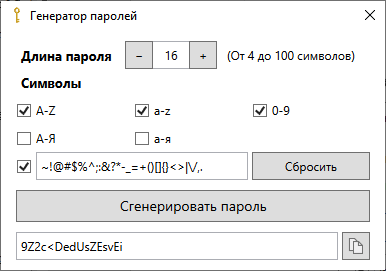 Генератор паролей
Длина пароля − 16 + (От 4 до 100 символов)
Символы
A-Z a-z 0-9
А-Я а-я
~!@#$%^;:&?*-_=+()[]{}<>|\/,. Сбросить
Сгенерировать пароль
9Z2c<DedUsZEsvEi